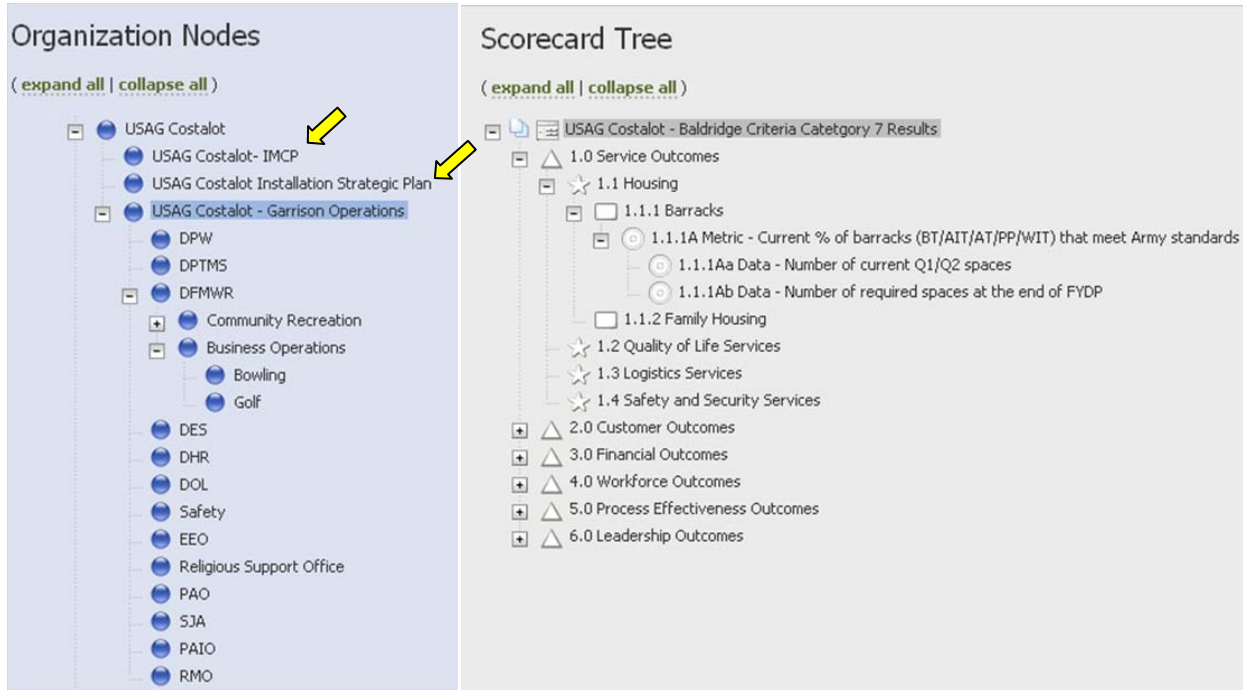 Organization Nodes
( expand all | collapse all )
USAG Costalot
USAG Costalot- IMCP
USAG Costalot Installation Strategic Plan
USAG Costalot - Garrison Operations
DPW
DPTMS
DFMWR
Community Recreation
Business Operations
Bowling
Golf
DES
DHR
DOL
Safety
EEO
Religious Support Office
PAO
SJA
PAIO
RMO
Scorecard Tree
( expand all | collapse all )
USAG Costalot - Baldridge Criteria Catetgory 7 Results
1.0 Service Outcomes
1.1 Housing
1.1.1 Barracks
1.1.1A Metric - Current % of barracks (BT/AIT/AT/PP/WIT) that meet Army standards
1.1.1Aa Data - Number of current Q1/Q2 spaces
1.1.1Ab Data - Number of required spaces at the end of FYDP
1.1.2 Family Housing
1.2 Quality of Life Services
1.3 Logistics Services
1.4 Safety and Security Services
2.0 Customer Outcomes
3.0 Financial Outcomes
4.0 Workforce Outcomes
5.0 Process Effectiveness Outcomes
6.0 Leadership Outcomes